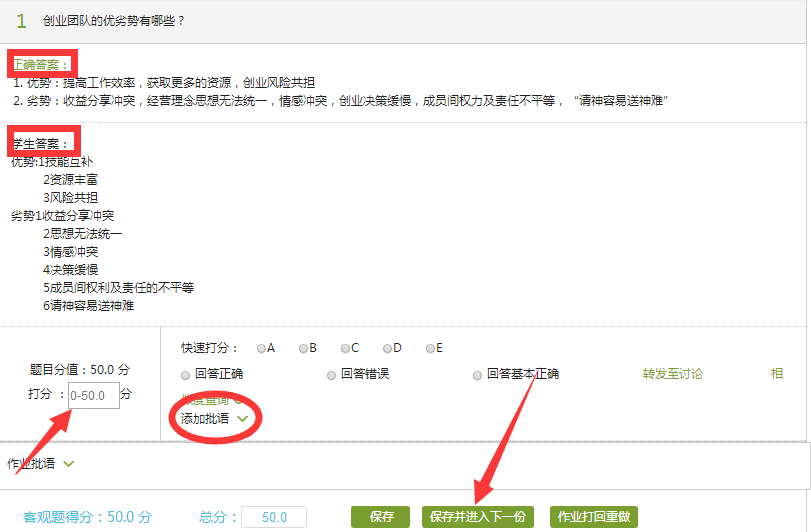 1 创业团队的优劣势有哪些？
正确答案：
1. 优势：提高工作效率，获取更多的资源，创业风险共担
2. 劣势：收益分享冲突，经营理念思想无法统一，情感冲突，创业决策缓慢，成员间权力及责任不平等，“请神容易送神难”
学生答案：
优势:1技能互补
2资源丰富
3风险共担
劣势1收益分享冲突
2思想无法统一
3情感冲突
4决策缓慢
5成员间权利及责任的不平等
6请神容易送神难
题目分值：50.0 分
打分 ：0-50.0 分
快速打分： A B C D E
回答正确 回答错误 回答基本正确 转发至讨论 相
似度查询
添加批语
作业批语
客观题得分：50.0 分 总分：50.0 保存 保存并进入下一份 作业打回重做